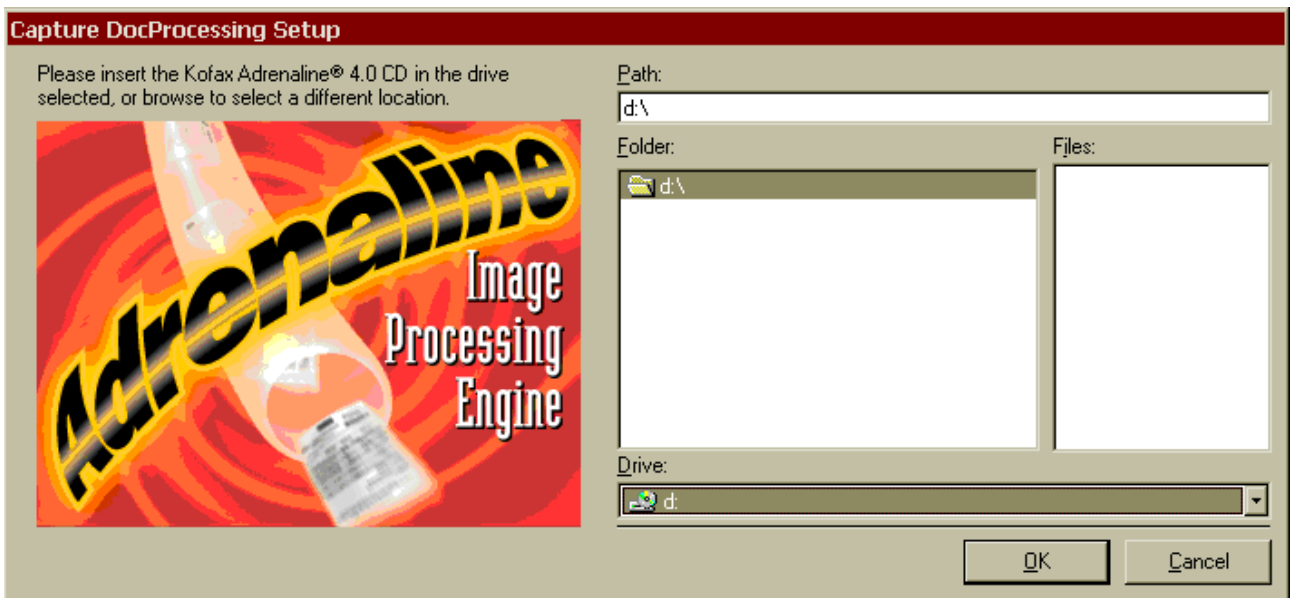 Capture DocProcessing Setup
Please insert the Kofax Adrenaline® 4.0 CD in the drive
selected, or browse to select a different location.
Adrenaline
Image
Processing
Engine
Path:
d:\
Folder:
d:\
Files:
Drive:
d:
OK
Cancel